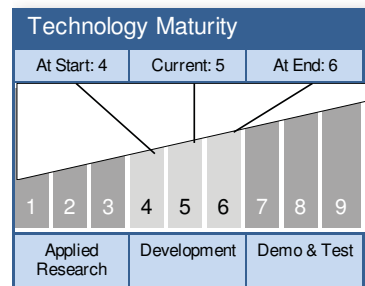 Technology Maturity
At Start: 4 Current: 5 At End: 6
1 2 3 4 5 6 7 8 9
Applied Research Development Demo & Test